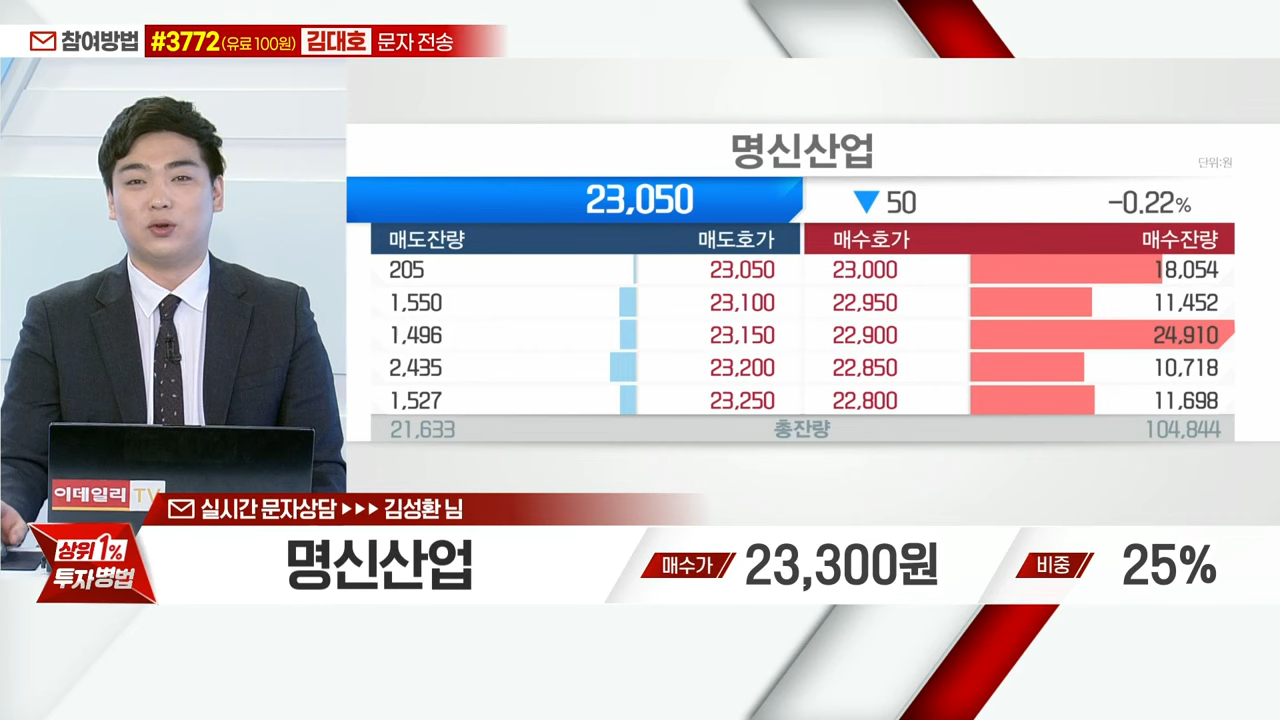 참여방법 #3772(유료 100원) 김대호 문자 전송
명신산업
단위:원
23,050 ▼ 50 -0.22%
매도잔량 매도호가 매수호가 매수잔량
205 23,050 23,000 18,054
1,550 23,100 22,950 11,452
1,496 23,150 22,900 24,910
2,435 23,200 22,850 10,718
1,527 23,250 22,800 11,698
21,633 총잔량 104,844
이데일리 TV
실시간 문자상담 ▶▶▶ 김성환 님
상위 1%
투자병법
명신산업 매수가 23,300원 비중 25%